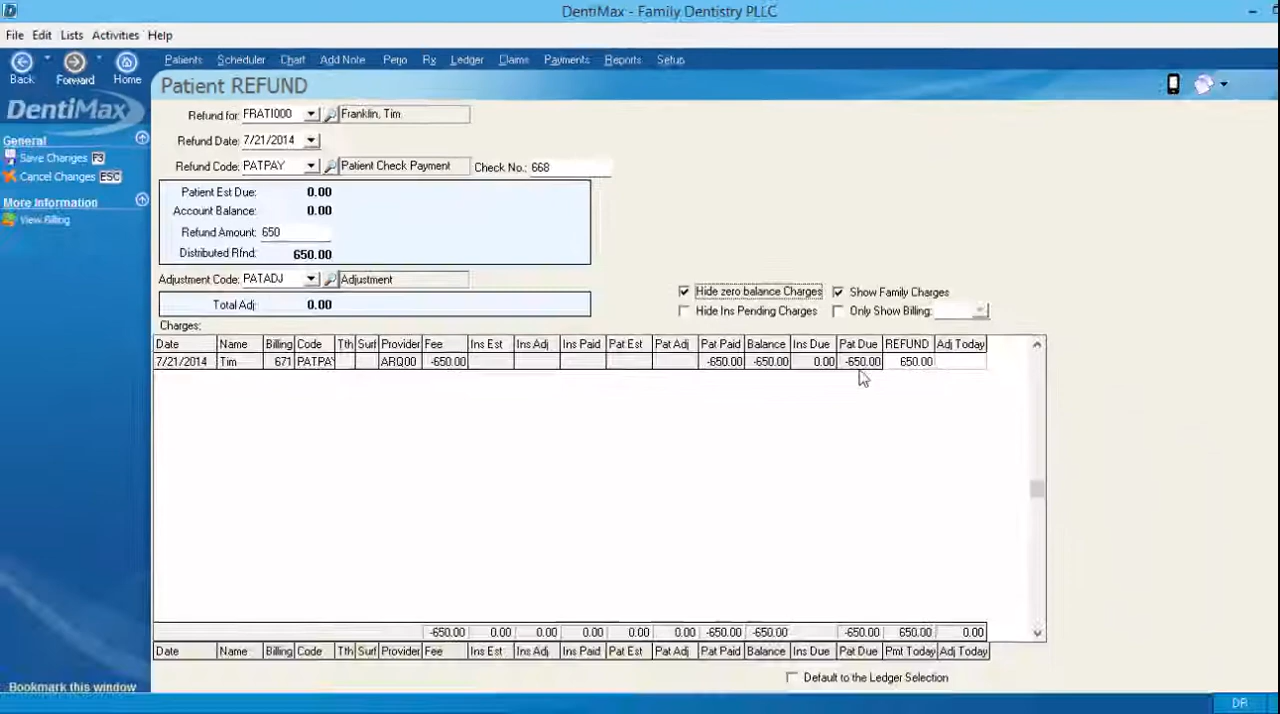 DentiMax - Family Dentistry PLLC
File Edit Lists Activities Help
Back Forward Home
Patients Scheduler Chart Add Note Perio Rx Ledger Claims Payments Reports Setup
Patient REFUND
DentiMax
General
Save Changes F3
Cancel Changes ESC
More Information
View Billing
Refund for: FRATI000 Franklin, Tim
Refund Date: 7/21/2014
Refund Code: PATPAY Patient Check Payment Check No.: 668
Patient Est Due: 0.00
Account Balance: 0.00
Refund Amount: 650
Distributed Rfnd: 650.00
Adjustment Code: PATADJ Adjustment
Total Adj: 0.00
Hide zero balance Charges Show Family Charges
Hide Ins Pending Charges Only Show Billing:
Charges:
Date Name Billing Code Tth Surf Provider Fee Ins Est Ins Adj Ins Paid Pat Est Pat Adj Pat Paid Balance Ins Due Pat Due REFUND Adj Today
7/21/2014 Tim 671 PATPAY ARQ00 -650.00 -650.00 -650.00 0.00 -650.00 650.00
-650.00 0.00 0.00 0.00 0.00 0.00 -650.00 -650.00 -650.00 650.00 0.00
Date Name Billing Code Tth Surf Provider Fee Ins Est Ins Adj Ins Paid Pat Est Pat Adj Pat Paid Balance Ins Due Pat Due Pmt Today Adj Today
Default to the Ledger Selection
Bookmark this window
DR